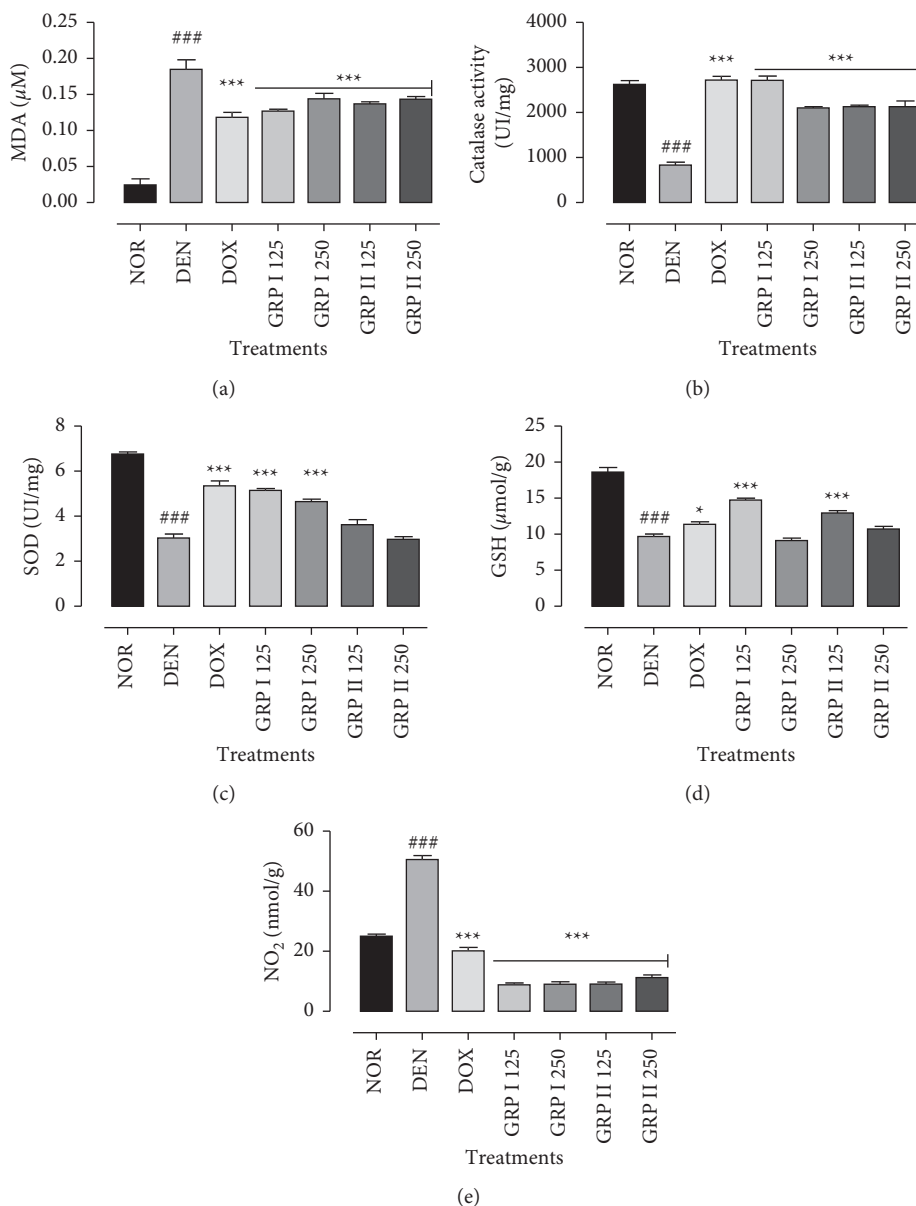 MDA (µM)
0.25
0.20
0.15
0.10
0.05
0.00
###
***
***
NOR
DEN
DOX
GRP I 125
GRP I 250
GRP II 125
GRP II 250
Treatments
(a)
Catalase activity
(UI/mg)
4000
3000
2000
1000
0
###
***
***
NOR
DEN
DOX
GRP I 125
GRP I 250
GRP II 125
GRP II 250
Treatments
(b)
SOD (UI/mg)
8
6
4
2
0
###
***
***
***
NOR
DEN
DOX
GRP I 125
GRP I 250
GRP II 125
GRP II 250
Treatments
(c)
GSH (µmol/g)
25
20
15
10
5
0
###
*
***
***
NOR
DEN
DOX
GRP I 125
GRP I 250
GRP II 125
GRP II 250
Treatments
(d)
NO₂ (nmol/g)
60
40
20
0
###
***
***
NOR
DEN
DOX
GRP I 125
GRP I 250
GRP II 125
GRP II 250
Treatments
(e)